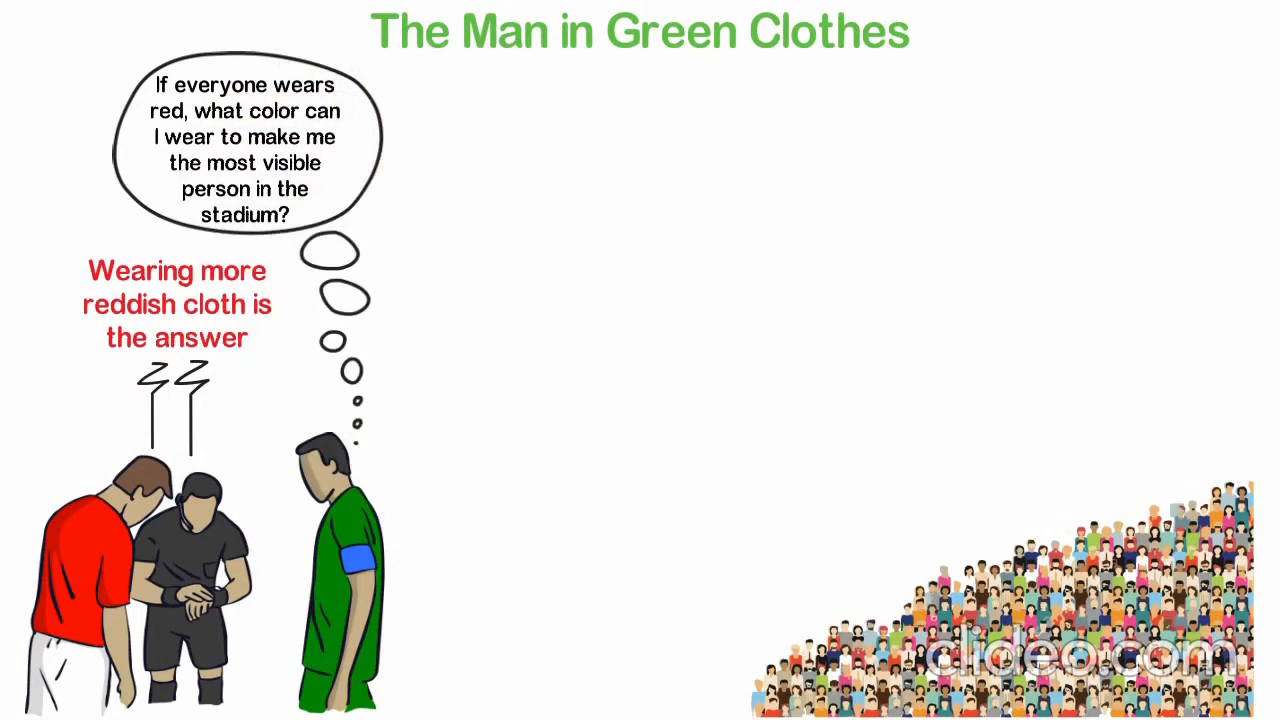 The Man in Green Clothes
If everyone wears
red, what color can
I wear to make me
the most visible
person in the
stadium?
Wearing more
reddish cloth is
the answer
clideo.com